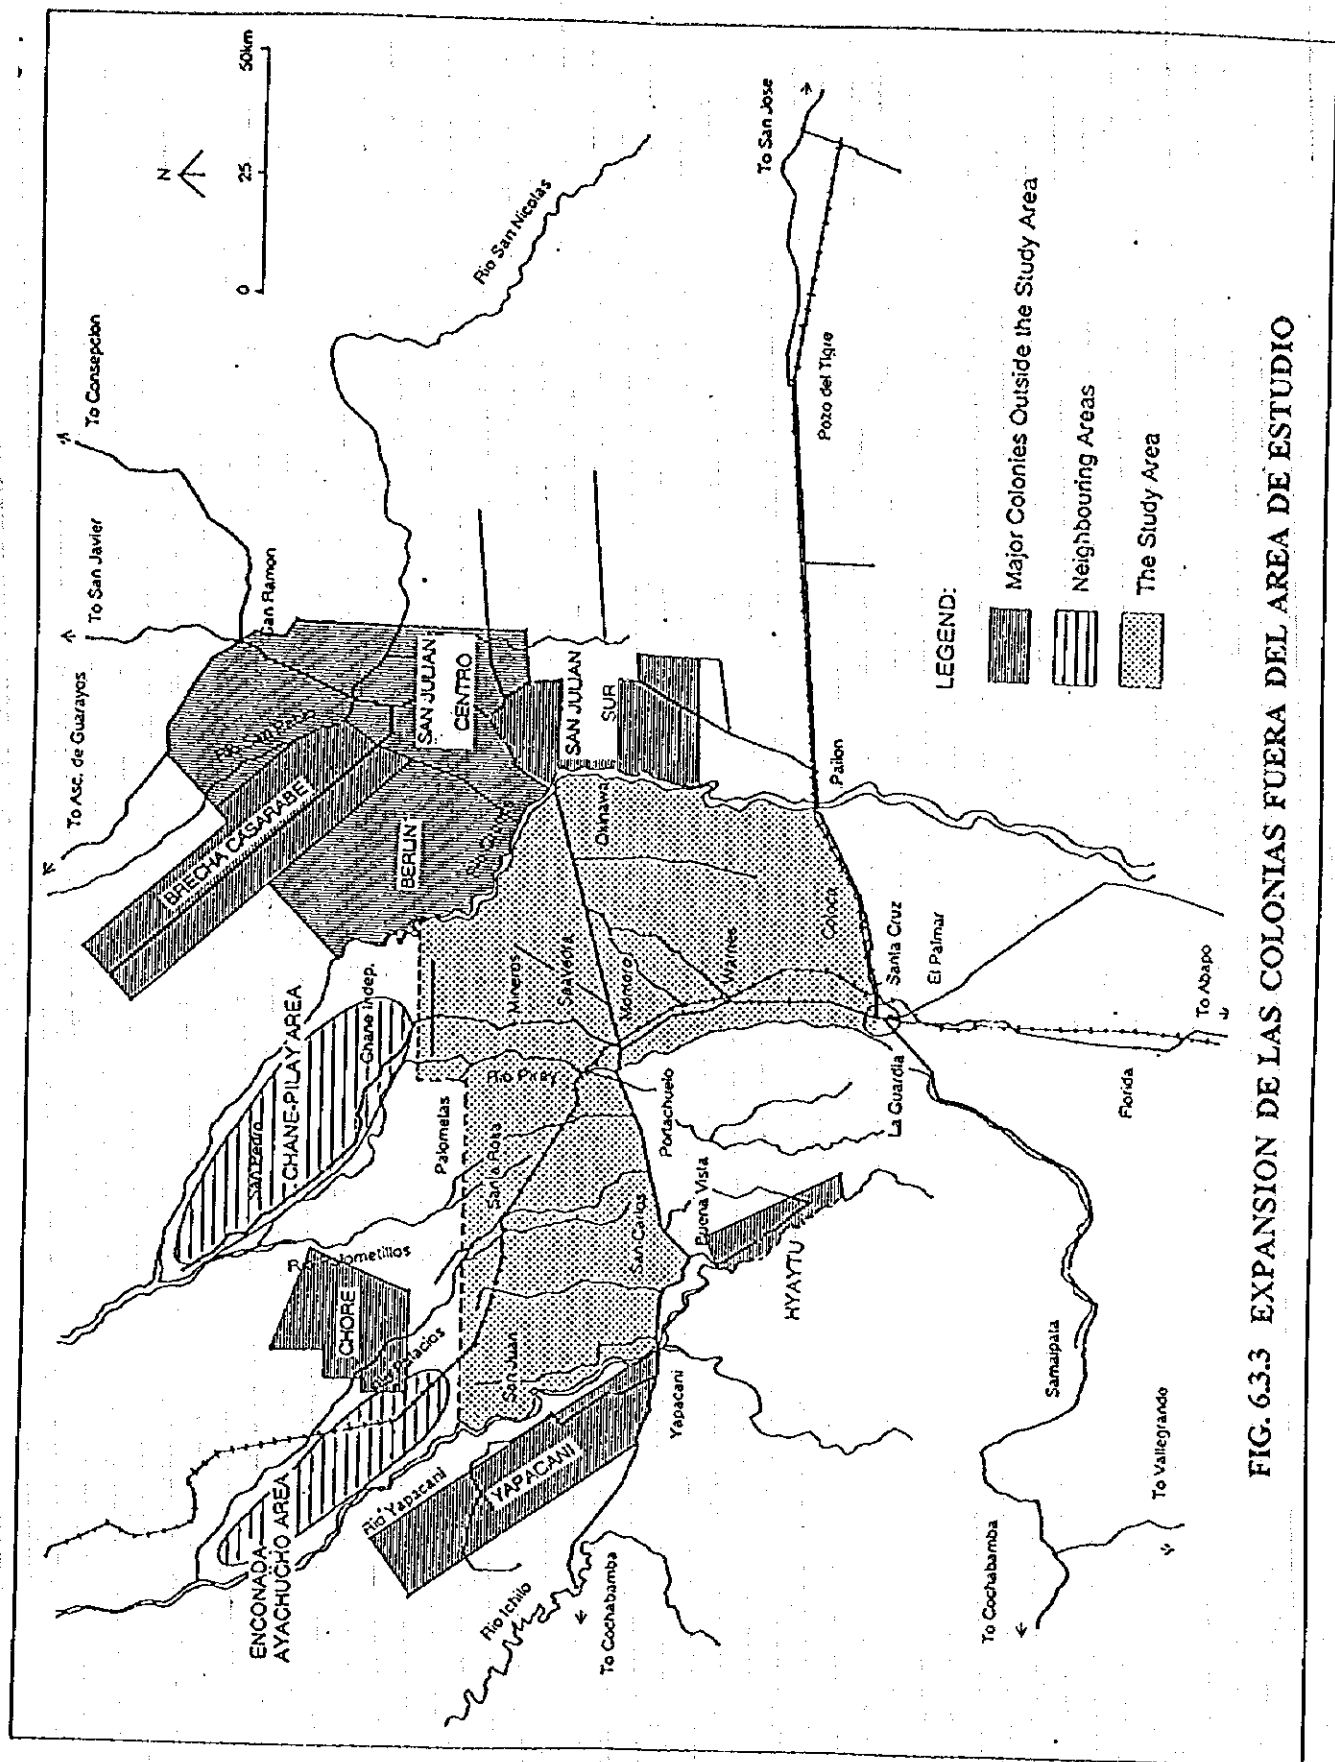 N
0 25 50km
To Consepcion
To San Javier
To Asc. de Guarayos
San Ramon
Rio San Nicolas
BRECHA CASARABE
BERLIN
SAN JULIAN
CENTRO
SAN JUAN
SUR
CHANE-PILAY AREA
Chane Indep.
San Pedro
CHORE
ENCONADA
AYACHUCHO AREA
Rio Yapacani
YAPACANI
Rio Ichilo
To Cochabamba
Yapacani
San Juan
San Carlos
Santa Rosa
Palometas
Rio Pirey
Mineros
Montero
Warnes
Okinawa
Cotoca
Portachuelo
Buena Vista
HYAYTU
La Guardia
Santa Cruz
El Palmar
Pailon
Pozo del Tigre
To San Jose
Samaipata
Florida
To Abapo
To Cochabamba
To Vallegrando
LEGEND:
Major Colonies Outside the Study Area
Neighbouring Areas
The Study Area
FIG. 6.3.3 EXPANSION DE LAS COLONIAS FUERA DEL AREA DE ESTUDIO